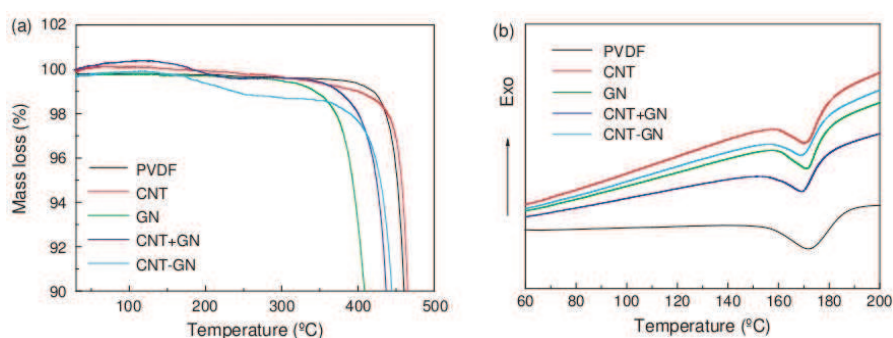 (a)
102
100
98
96
94
92
90
Mass loss (%)
PVDF
CNT
GN
CNT+GN
CNT-GN
100 200 300 400 500
Temperature (ºC)
(b)
Exo
PVDF
CNT
GN
CNT+GN
CNT-GN
60 80 100 120 140 160 180 200
Temperature (ºC)